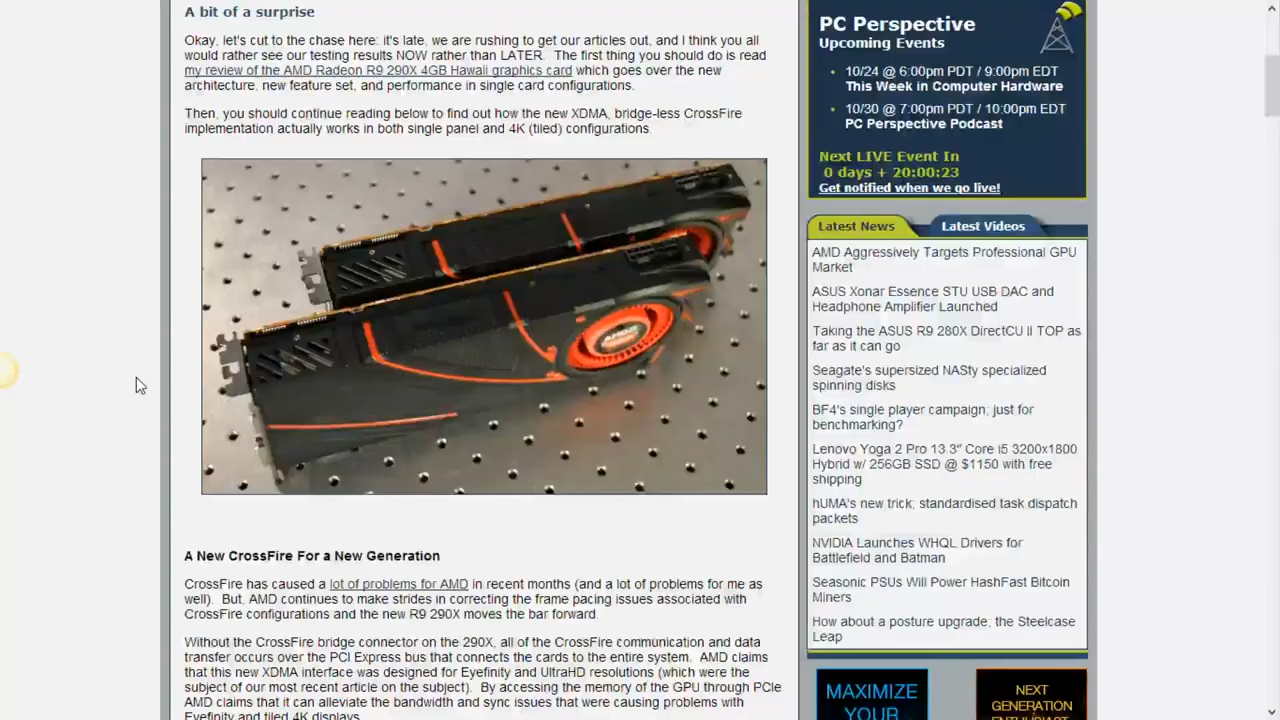 A bit of a surprise
Okay, let's cut to the chase here: it's late, we are rushing to get our articles out, and I think you all
would rather see our testing results NOW rather than LATER.  The first thing you should do is read
my review of the AMD Radeon R9 290X 4GB Hawaii graphics card which goes over the new
architecture, new feature set, and performance in single card configurations.
Then, you should continue reading below to find out how the new XDMA, bridge-less CrossFire
implementation actually works in both single panel and 4K (tiled) configurations.
A New CrossFire For a New Generation
CrossFire has caused a lot of problems for AMD in recent months (and a lot of problems for me as
well).  But, AMD continues to make strides in correcting the frame pacing issues associated with
CrossFire configurations and the new R9 290X moves the bar forward.
Without the CrossFire bridge connector on the 290X, all of the CrossFire communication and data
transfer occurs over the PCI Express bus that connects the cards to the entire system.  AMD claims
that this new XDMA interface was designed for Eyefinity and UltraHD resolutions (which were the
subject of our most recent article on the subject).  By accessing the memory of the GPU through PCIe
AMD claims that it can alleviate the bandwidth and sync issues that were causing problems with
Eyefinity and tiled 4K displays.
PC Perspective
Upcoming Events
10/24 @ 6:00pm PDT / 9:00pm EDT
This Week in Computer Hardware
10/30 @ 7:00pm PDT / 10:00pm EDT
PC Perspective Podcast
Next LIVE Event In
0 days + 20:00:23
Get notified when we go live!
Latest News
Latest Videos
AMD Aggressively Targets Professional GPU
Market
ASUS Xonar Essence STU USB DAC and
Headphone Amplifier Launched
Taking the ASUS R9 280X DirectCU II TOP as
far as it can go
Seagate's supersized NASty specialized
spinning disks
BF4's single player campaign; just for
benchmarking?
Lenovo Yoga 2 Pro 13.3" Core i5 3200x1800
Hybrid w/ 256GB SSD @ $1150 with free
shipping
hUMA's new trick; standardised task dispatch
packets
NVIDIA Launches WHQL Drivers for
Battlefield and Batman
Seasonic PSUs Will Power HashFast Bitcoin
Miners
How about a posture upgrade, the Steelcase
Leap
MAXIMIZE
YOUR
NEXT
GENERATION